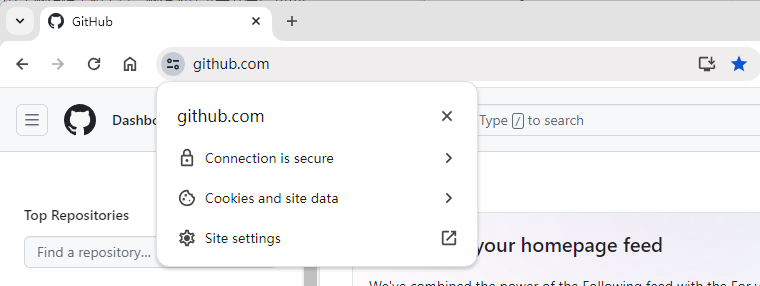 GitHub
github.com
Type / to search
github.com
Connection is secure
Cookies and site data
Site settings
Top Repositories
Find a repository...
your homepage feed
We've combined the power of the Following feed with the For